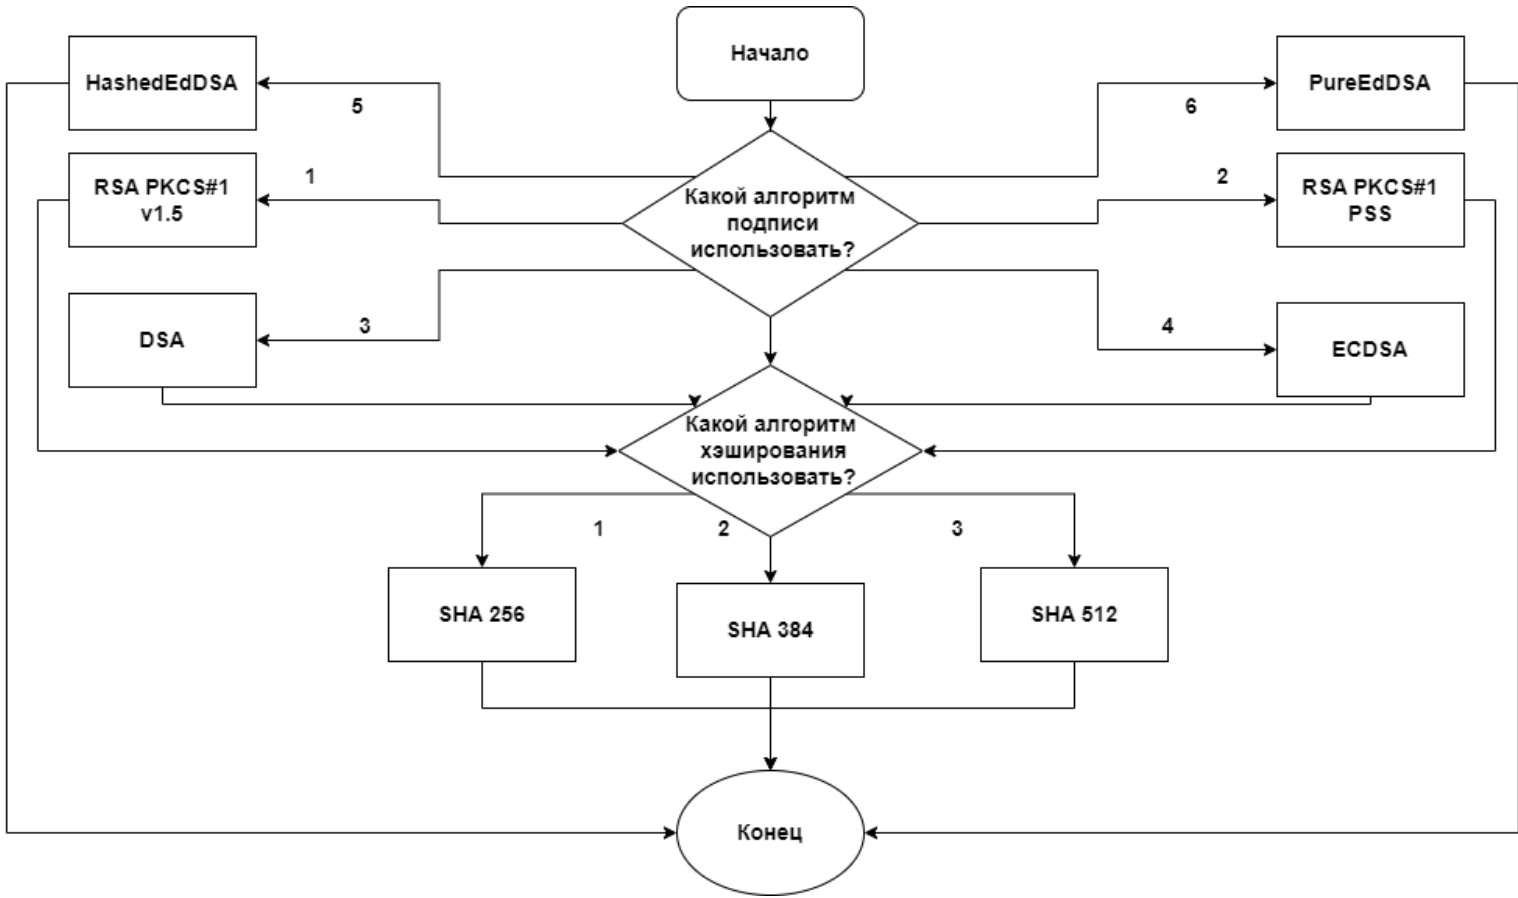 Начало
HashedEdDSA
5
6
PureEdDSA
RSA PKCS#1
v1.5
1
Какой алгоритм
подписи
использовать?
2
RSA PKCS#1
PSS
DSA
3
4
ECDSA
Какой алгоритм
хэширования
использовать?
1
2
3
SHA 256
SHA 384
SHA 512
Конец